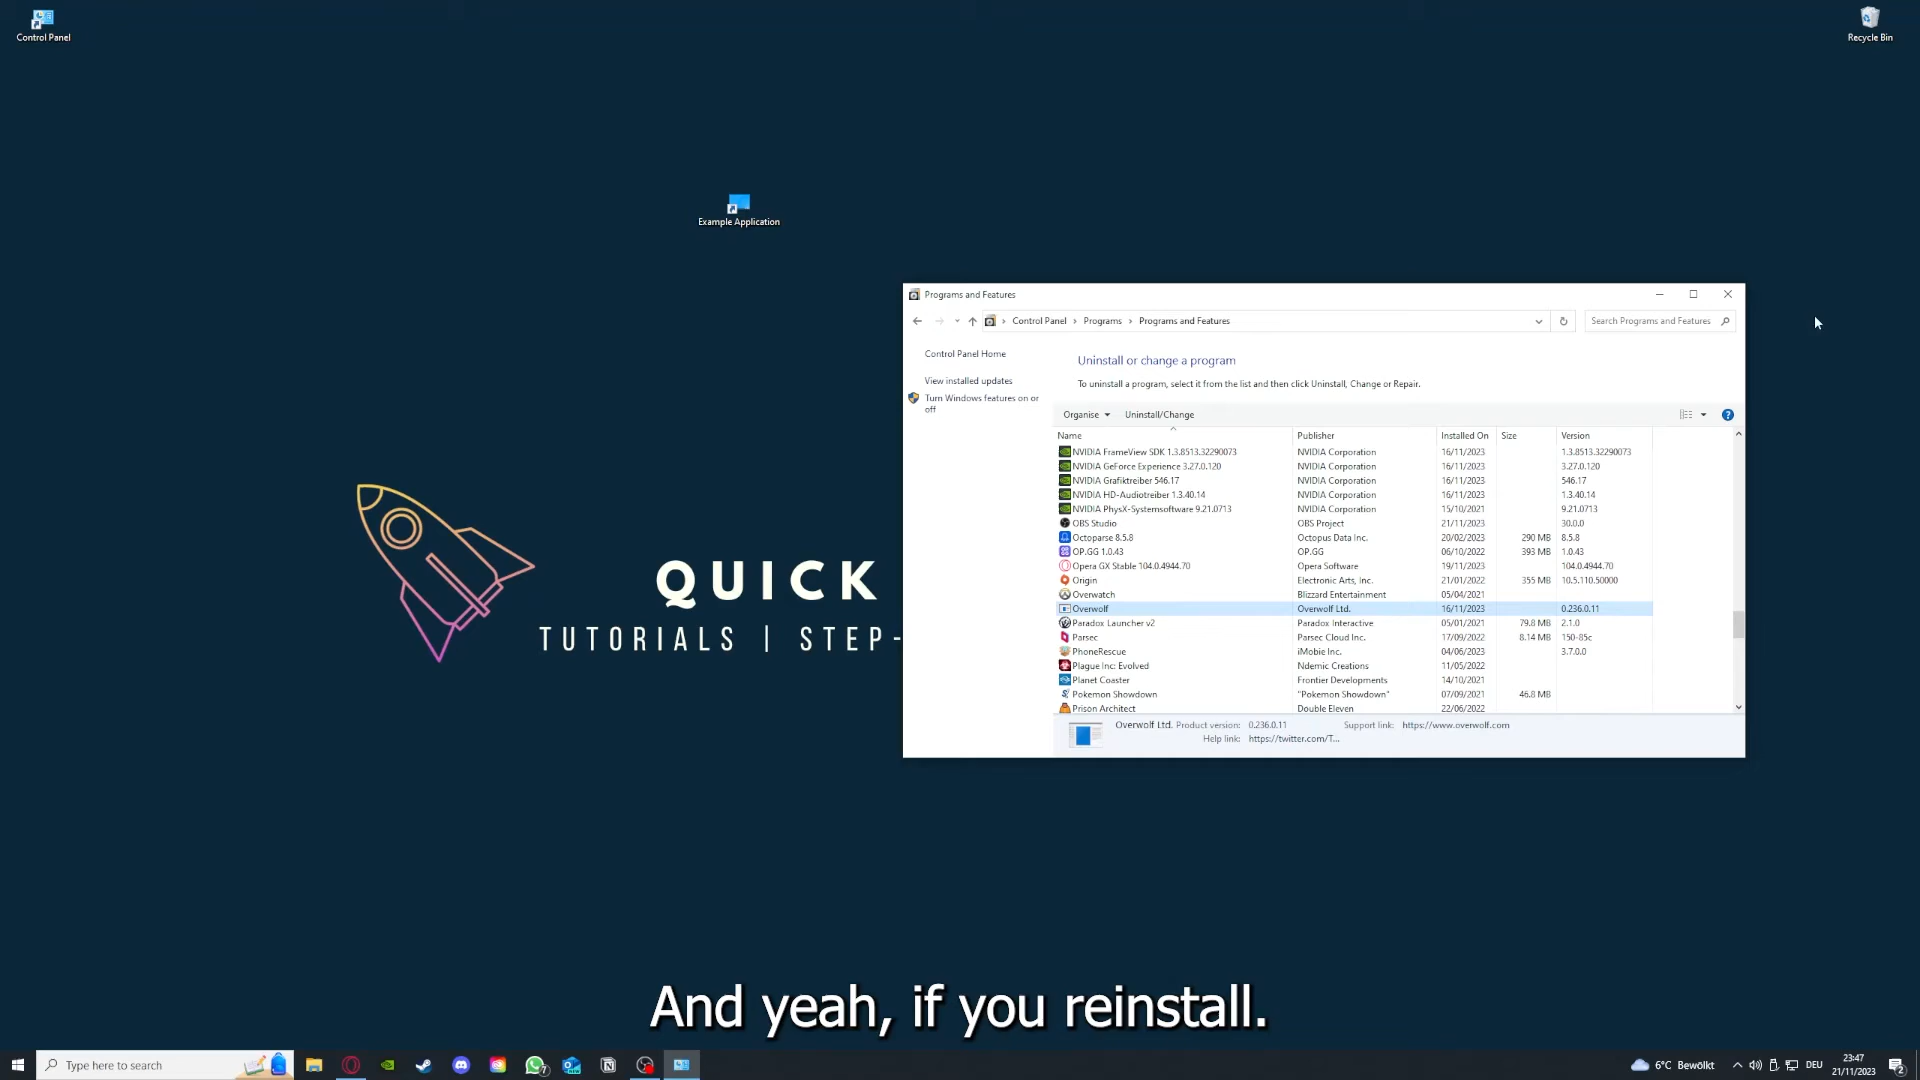 Control Panel
Recycle Bin
Example Application
QUICK
TUTORIALS | STEP-
Programs and Features
Control Panel > Programs > Programs and Features
Search Programs and Features
Control Panel Home
View installed updates
Turn Windows features on or
off
Uninstall or change a program
To uninstall a program, select it from the list and then click Uninstall, Change or Repair.
Organise Uninstall/Change
Name Publisher Installed On Size Version
NVIDIA FrameView SDK 1.3.8513.32290073 NVIDIA Corporation 16/11/2023 1.3.8513.32290073
NVIDIA GeForce Experience 3.27.0.120 NVIDIA Corporation 16/11/2023 3.27.0.120
NVIDIA Grafiktreiber 546.17 NVIDIA Corporation 16/11/2023 546.17
NVIDIA HD-Audiotreiber 1.3.40.14 NVIDIA Corporation 16/11/2023 1.3.40.14
NVIDIA PhysX-Systemsoftware 9.21.0713 NVIDIA Corporation 15/10/2021 9.21.0713
OBS Studio OBS Project 21/11/2023 30.0.0
Octoparse 8.5.8 Octopus Data Inc. 20/02/2023 290 MB 8.5.8
OP.GG 1.0.43 OP.GG 06/10/2022 393 MB 1.0.43
Opera GX Stable 104.0.4944.70 Opera Software 19/11/2023 104.0.4944.70
Origin Electronic Arts, Inc. 21/01/2022 355 MB 10.5.110.50000
Overwatch Blizzard Entertainment 05/04/2021
Overwolf Overwolf Ltd. 16/11/2023 0.236.0.11
Paradox Launcher v2 Paradox Interactive 05/01/2021 79.8 MB 2.1.0
Parsec Parsec Cloud Inc. 17/09/2022 8.14 MB 150-85c
PhoneRescue iMobie Inc. 04/06/2023 3.7.0.0
Plague Inc: Evolved Ndemic Creations 11/05/2022
Planet Coaster Frontier Developments 14/10/2021
Pokemon Showdown "Pokemon Showdown" 07/09/2021 46.8 MB
Prison Architect Double Eleven 22/06/2022
Overwolf Ltd. Product version: 0.236.0.11 Support link: https://www.overwolf.com
Help link: https://twitter.com/T...
And yeah, if you reinstall.
Type here to search
7
6°C Bewölkt
DEU
23:47
21/11/2023
2